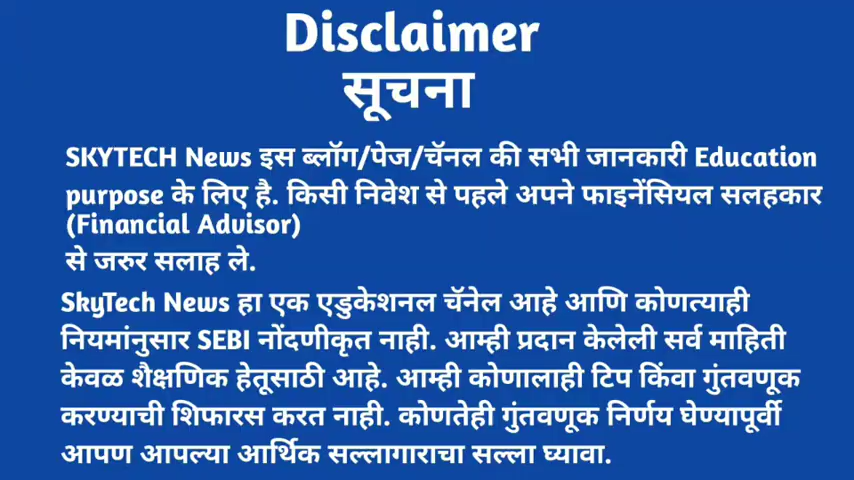 Disclaimer
सूचना
SKYTECH News इस ब्लॉग/पेज/चॅनल की सभी जानकारी Education
purpose के लिए है. किसी निवेश से पहले अपने फाइनेंसियल सलहकार
(Financial Advisor)
से जरुर सलाह ले.
SkyTech News हा एक एडुकेशनल चॅनेल आहे आणि कोणत्याही
नियमांनुसार SEBI नोंदणीकृत नाही. आम्ही प्रदान केलेली सर्व माहिती
केवळ शैक्षणिक हेतूसाठी आहे. आम्ही कोणालाही टिप किंवा गुंतवणूक
करण्याची शिफारस करत नाही. कोणतेही गुंतवणूक निर्णय घेण्यापूर्वी
आपण आपल्या आर्थिक सल्लागाराचा सल्ला घ्यावा.